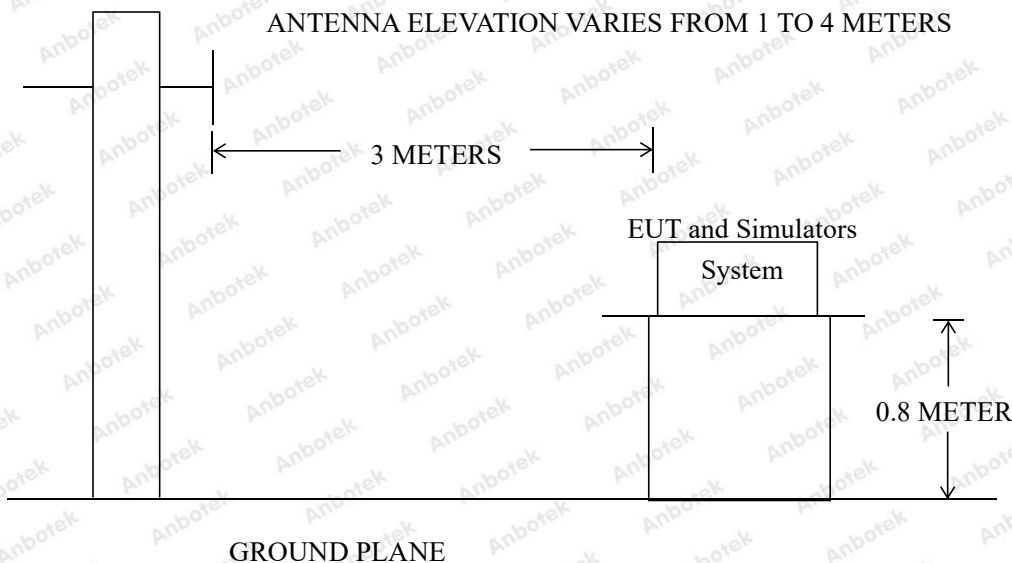 ANTENNA ELEVATION VARIES FROM 1 TO 4 METERS
3 METERS
EUT and Simulators
System
0.8 METER
GROUND PLANE
Anbotek